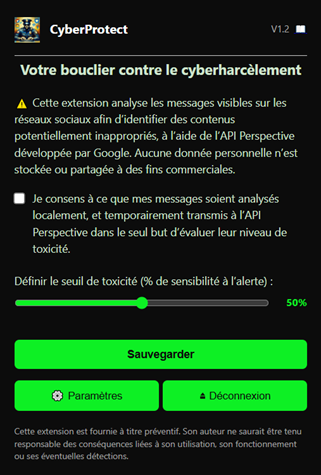 CyberProtect V1.2
Votre bouclier contre le cyberharcèlement
⚠️ Cette extension analyse les messages visibles sur les
réseaux sociaux afin d'identifier des contenus
potentiellement inappropriés, à l'aide de l'API Perspective
développée par Google. Aucune donnée personnelle n'est
stockée ou partagée à des fins commerciales.
Je consens à ce que mes messages soient analysés
localement, et temporairement transmis à l'API
Perspective dans le seul but d'évaluer leur niveau de
toxicité.
Définir le seuil de toxicité (% de sensibilité à l'alerte) :
50%
Sauvegarder
Paramètres
Déconnexion
Cette extension est fournie à titre préventif. Son auteur ne saurait être tenu
responsable des conséquences liées à son utilisation, son fonctionnement
ou ses éventuelles détections.